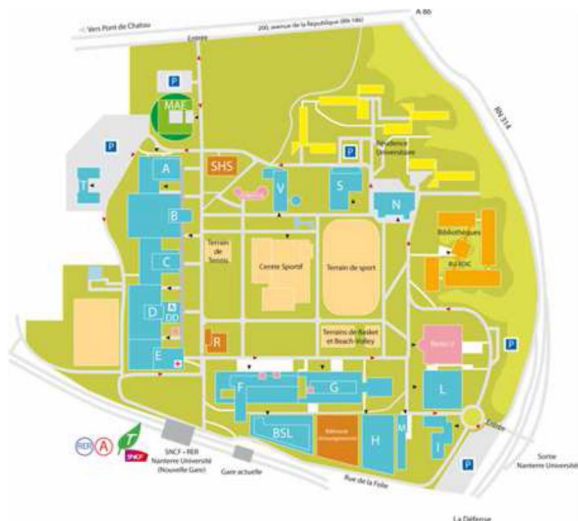 A 86
Vers Pont de Chatou
200, avenue de la République (RN 186)
Entrée
P
MAE
RN 314
P
P
Résidence
Universitaire
A
SHS
T
V
S
B
N
Bibliothèques
BU-BDIC
C
Terrain
de
Tennis
Centre Sportif
Terrain de sport
D
DD
R
Terrains de Basket
et Beach-Volley
P
E
F
G
L
BSL
H
M
I
Entrée
RER
A
T
SNCF
SNCF - RER
Nanterre Université
(Nouvelle Gare)
Gare actuelle
Rue de la Folie
P
Sortie
Nanterre Université
La Défense